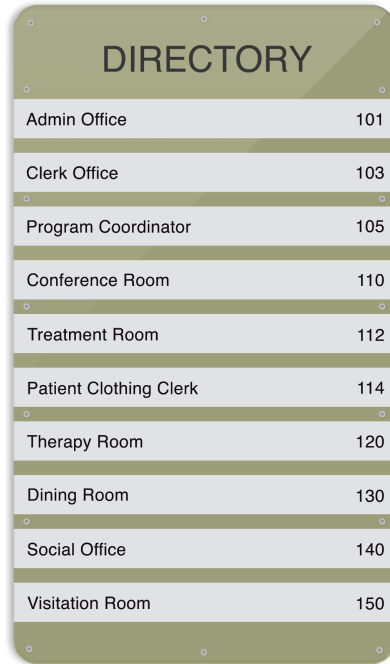 DIRECTORY
Admin Office 101
Clerk Office 103
Program Coordinator 105
Conference Room 110
Treatment Room 112
Patient Clothing Clerk 114
Therapy Room 120
Dining Room 130
Social Office 140
Visitation Room 150